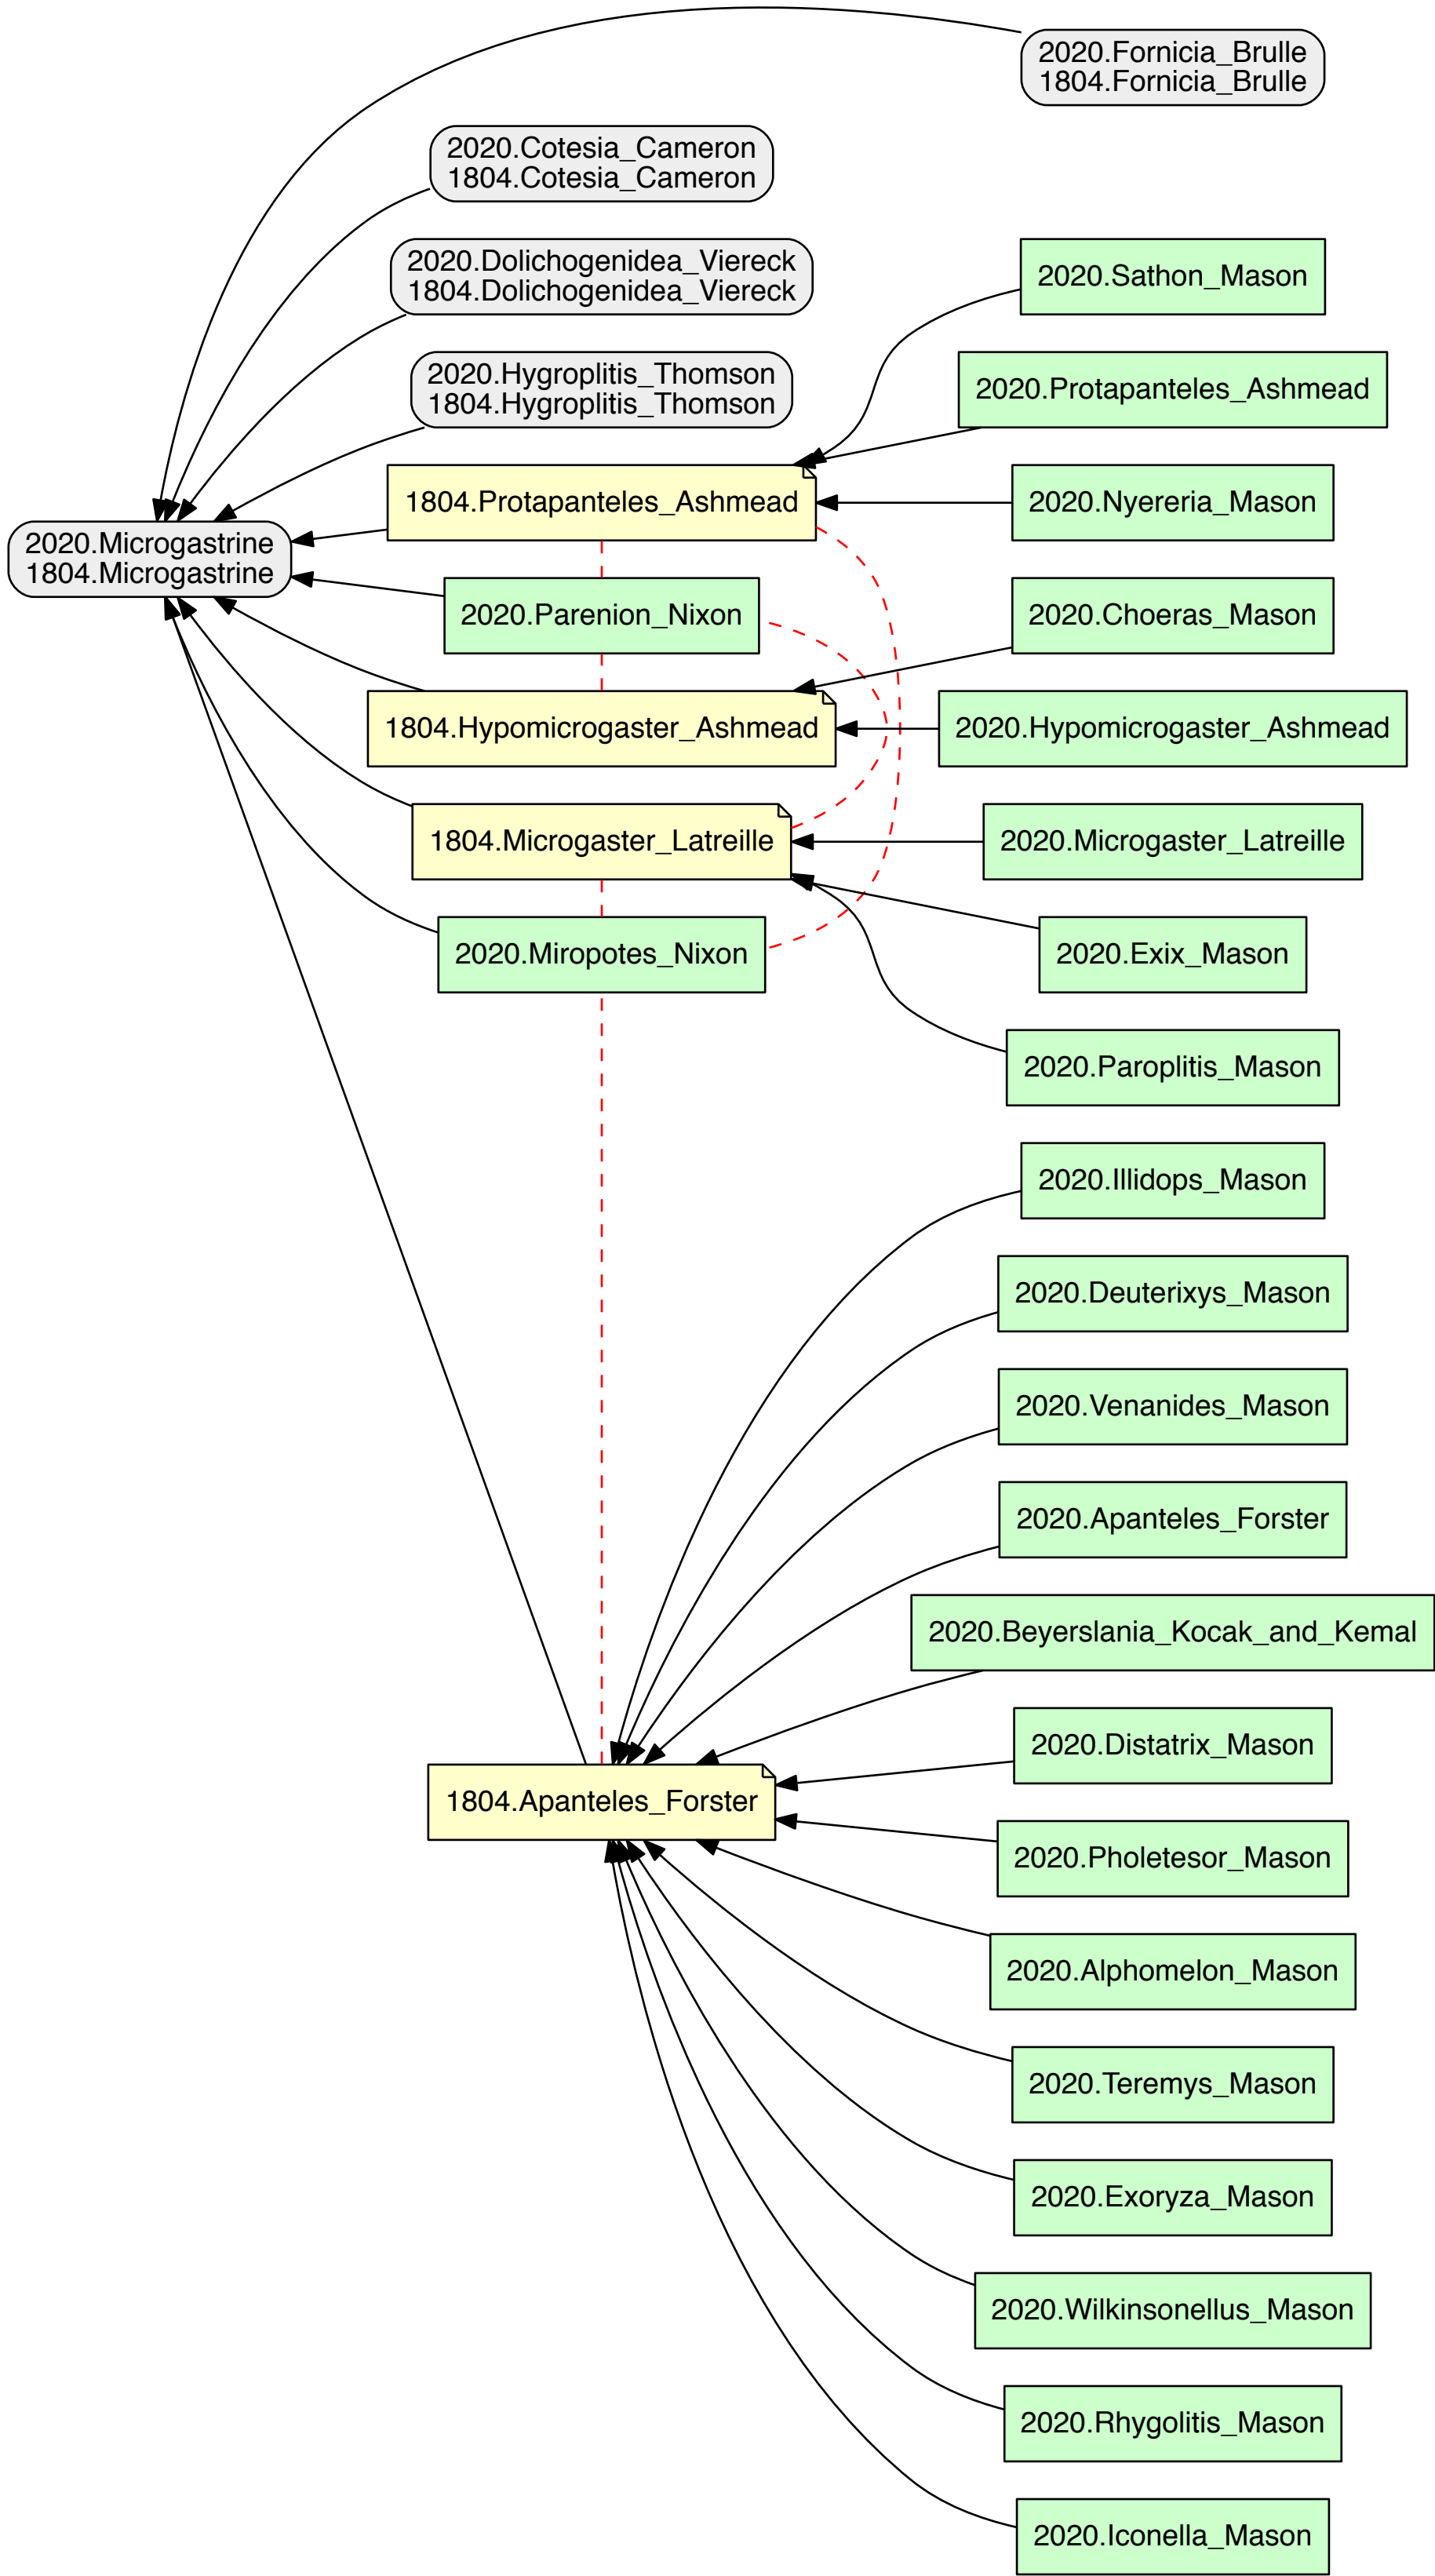 2020.Fornicia_Brulle
1804.Fornicia_Brulle
2020.Cotesia_Cameron
1804.Cotesia_Cameron
2020.Dolichogenidea_Viereck
1804.Dolichogenidea_Viereck
2020.Sathon_Mason
2020.Hygroplitis_Thomson
1804.Hygroplitis_Thomson
2020.Protapanteles_Ashmead
1804.Protapanteles_Ashmead
2020.Nyereria_Mason
2020.Microgastrine
1804.Microgastrine
2020.Parenion_Nixon
2020.Choeras_Mason
1804.Hypomicrogaster_Ashmead
2020.Hypomicrogaster_Ashmead
1804.Microgaster_Latreille
2020.Microgaster_Latreille
2020.Miropotes_Nixon
2020.Exix_Mason
2020.Paroplitis_Mason
2020.Illidops_Mason
2020.Deuterixys_Mason
2020.Venanides_Mason
2020.Apanteles_Forster
2020.Beyerslania_Kocak_and_Kemal
2020.Distatrix_Mason
1804.Apanteles_Forster
2020.Pholetesor_Mason
2020.Alphomelon_Mason
2020.Teremys_Mason
2020.Exoryza_Mason
2020.Wilkinsonellus_Mason
2020.Rhygolitis_Mason
2020.Iconella_Mason